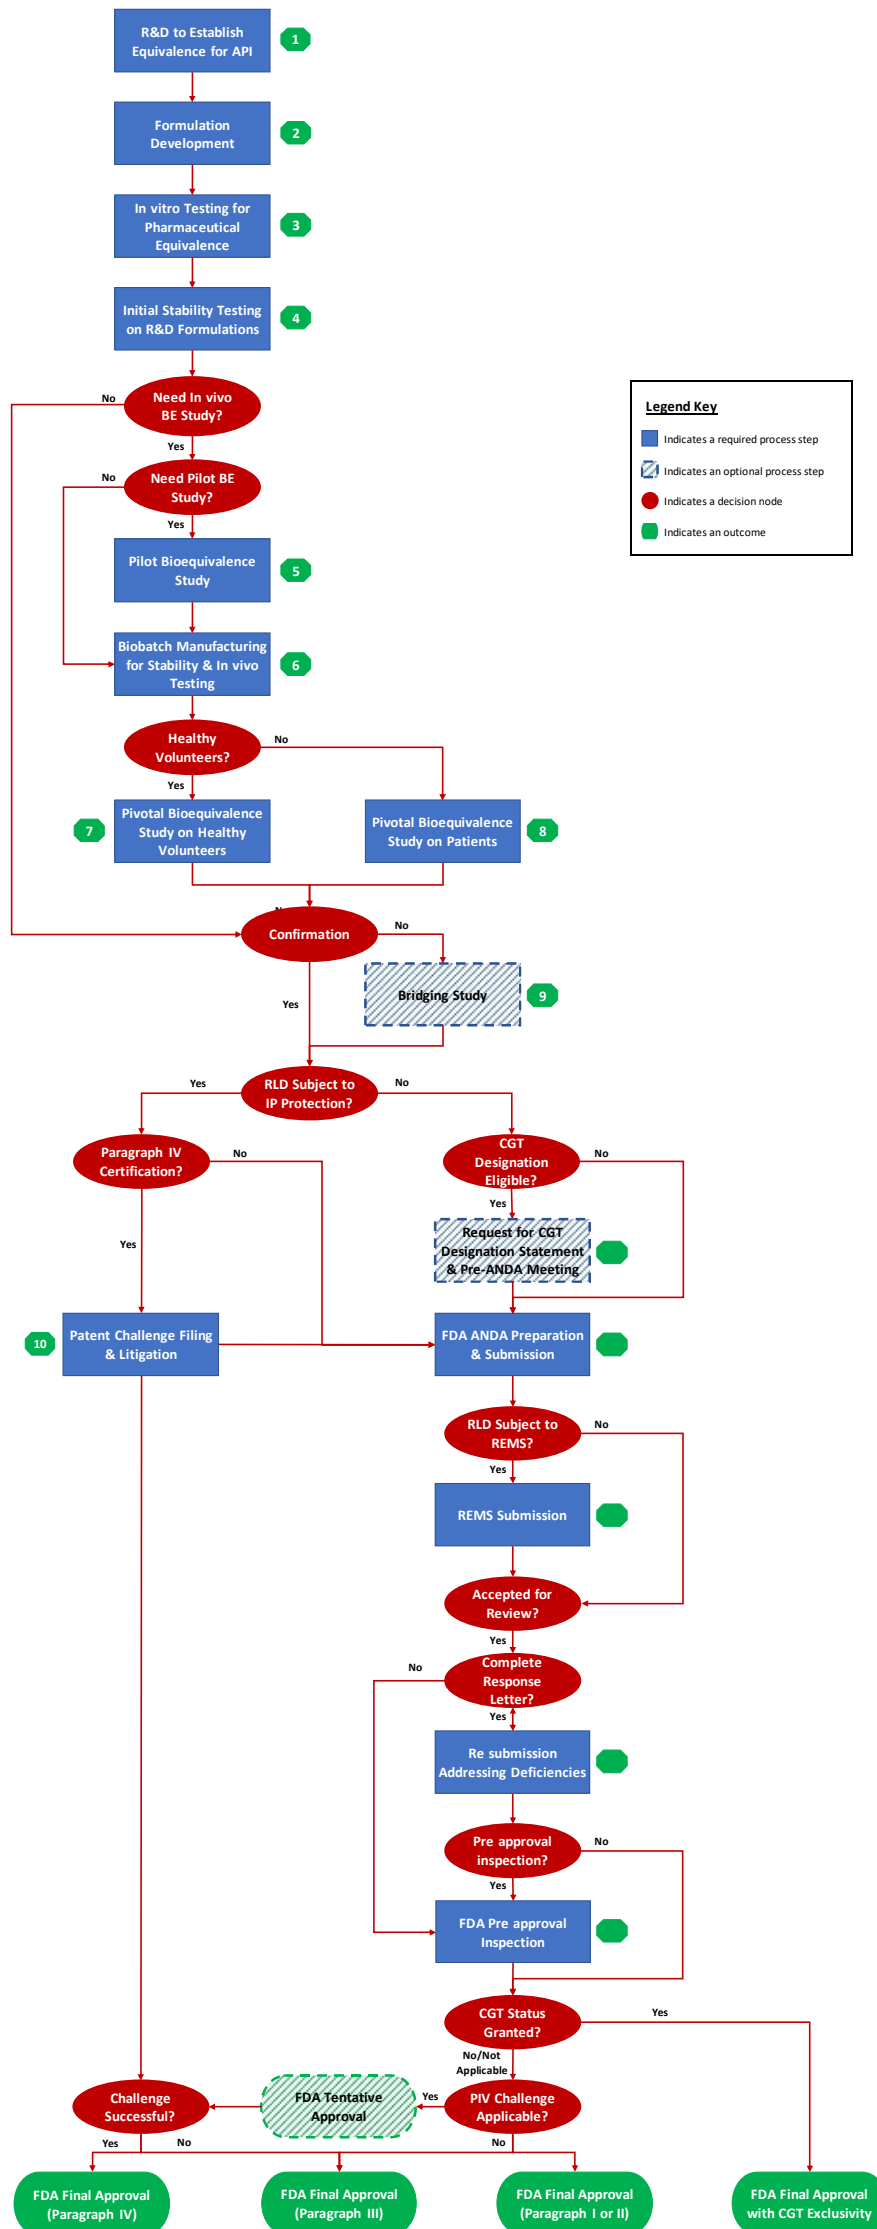 R&D to Establish
Equivalence for API
1
Formulation
Development
2
In vitro Testing for
Pharmaceutical
Equivalence
3
Initial Stability Testing
on R&D Formulations
4
No
Need In vivo
BE Study?
Yes
Legend Key
Indicates a required process step
Indicates an optional process step
Indicates a decision node
Indicates an outcome
No
Need Pilot BE
Study?
Yes
Pilot Bioequivalence
Study
5
Biobatch Manufacturing
for Stability & In vivo
Testing
6
Healthy
Volunteers?
No
Yes
7
Pivotal Bioequivalence
Study on Healthy
Volunteers
Pivotal Bioequivalence
Study on Patients
8
Confirmation
No
Yes
Bridging Study
9
Yes
RLD Subject to
IP Protection?
No
Paragraph IV
Certification?
No
CGT
Designation
Eligible?
No
Yes
Yes
Request for CGT
Designation Statement
& Pre-ANDA Meeting
10
Patent Challenge Filing
& Litigation
FDA ANDA Preparation
& Submission
RLD Subject to
REMS?
No
Yes
REMS Submission
Accepted for
Review?
Yes
No
Complete
Response
Letter?
Yes
Re submission
Addressing Deficiencies
Pre approval
inspection?
No
Yes
FDA Pre approval
Inspection
CGT Status
Granted?
Yes
No/Not
Applicable
Challenge
Successful?
FDA Tentative
Approval
Yes
PIV Challenge
Applicable?
Yes
No
No
FDA Final Approval
(Paragraph IV)
FDA Final Approval
(Paragraph III)
FDA Final Approval
(Paragraph I or II)
FDA Final Approval
with CGT Exclusivity